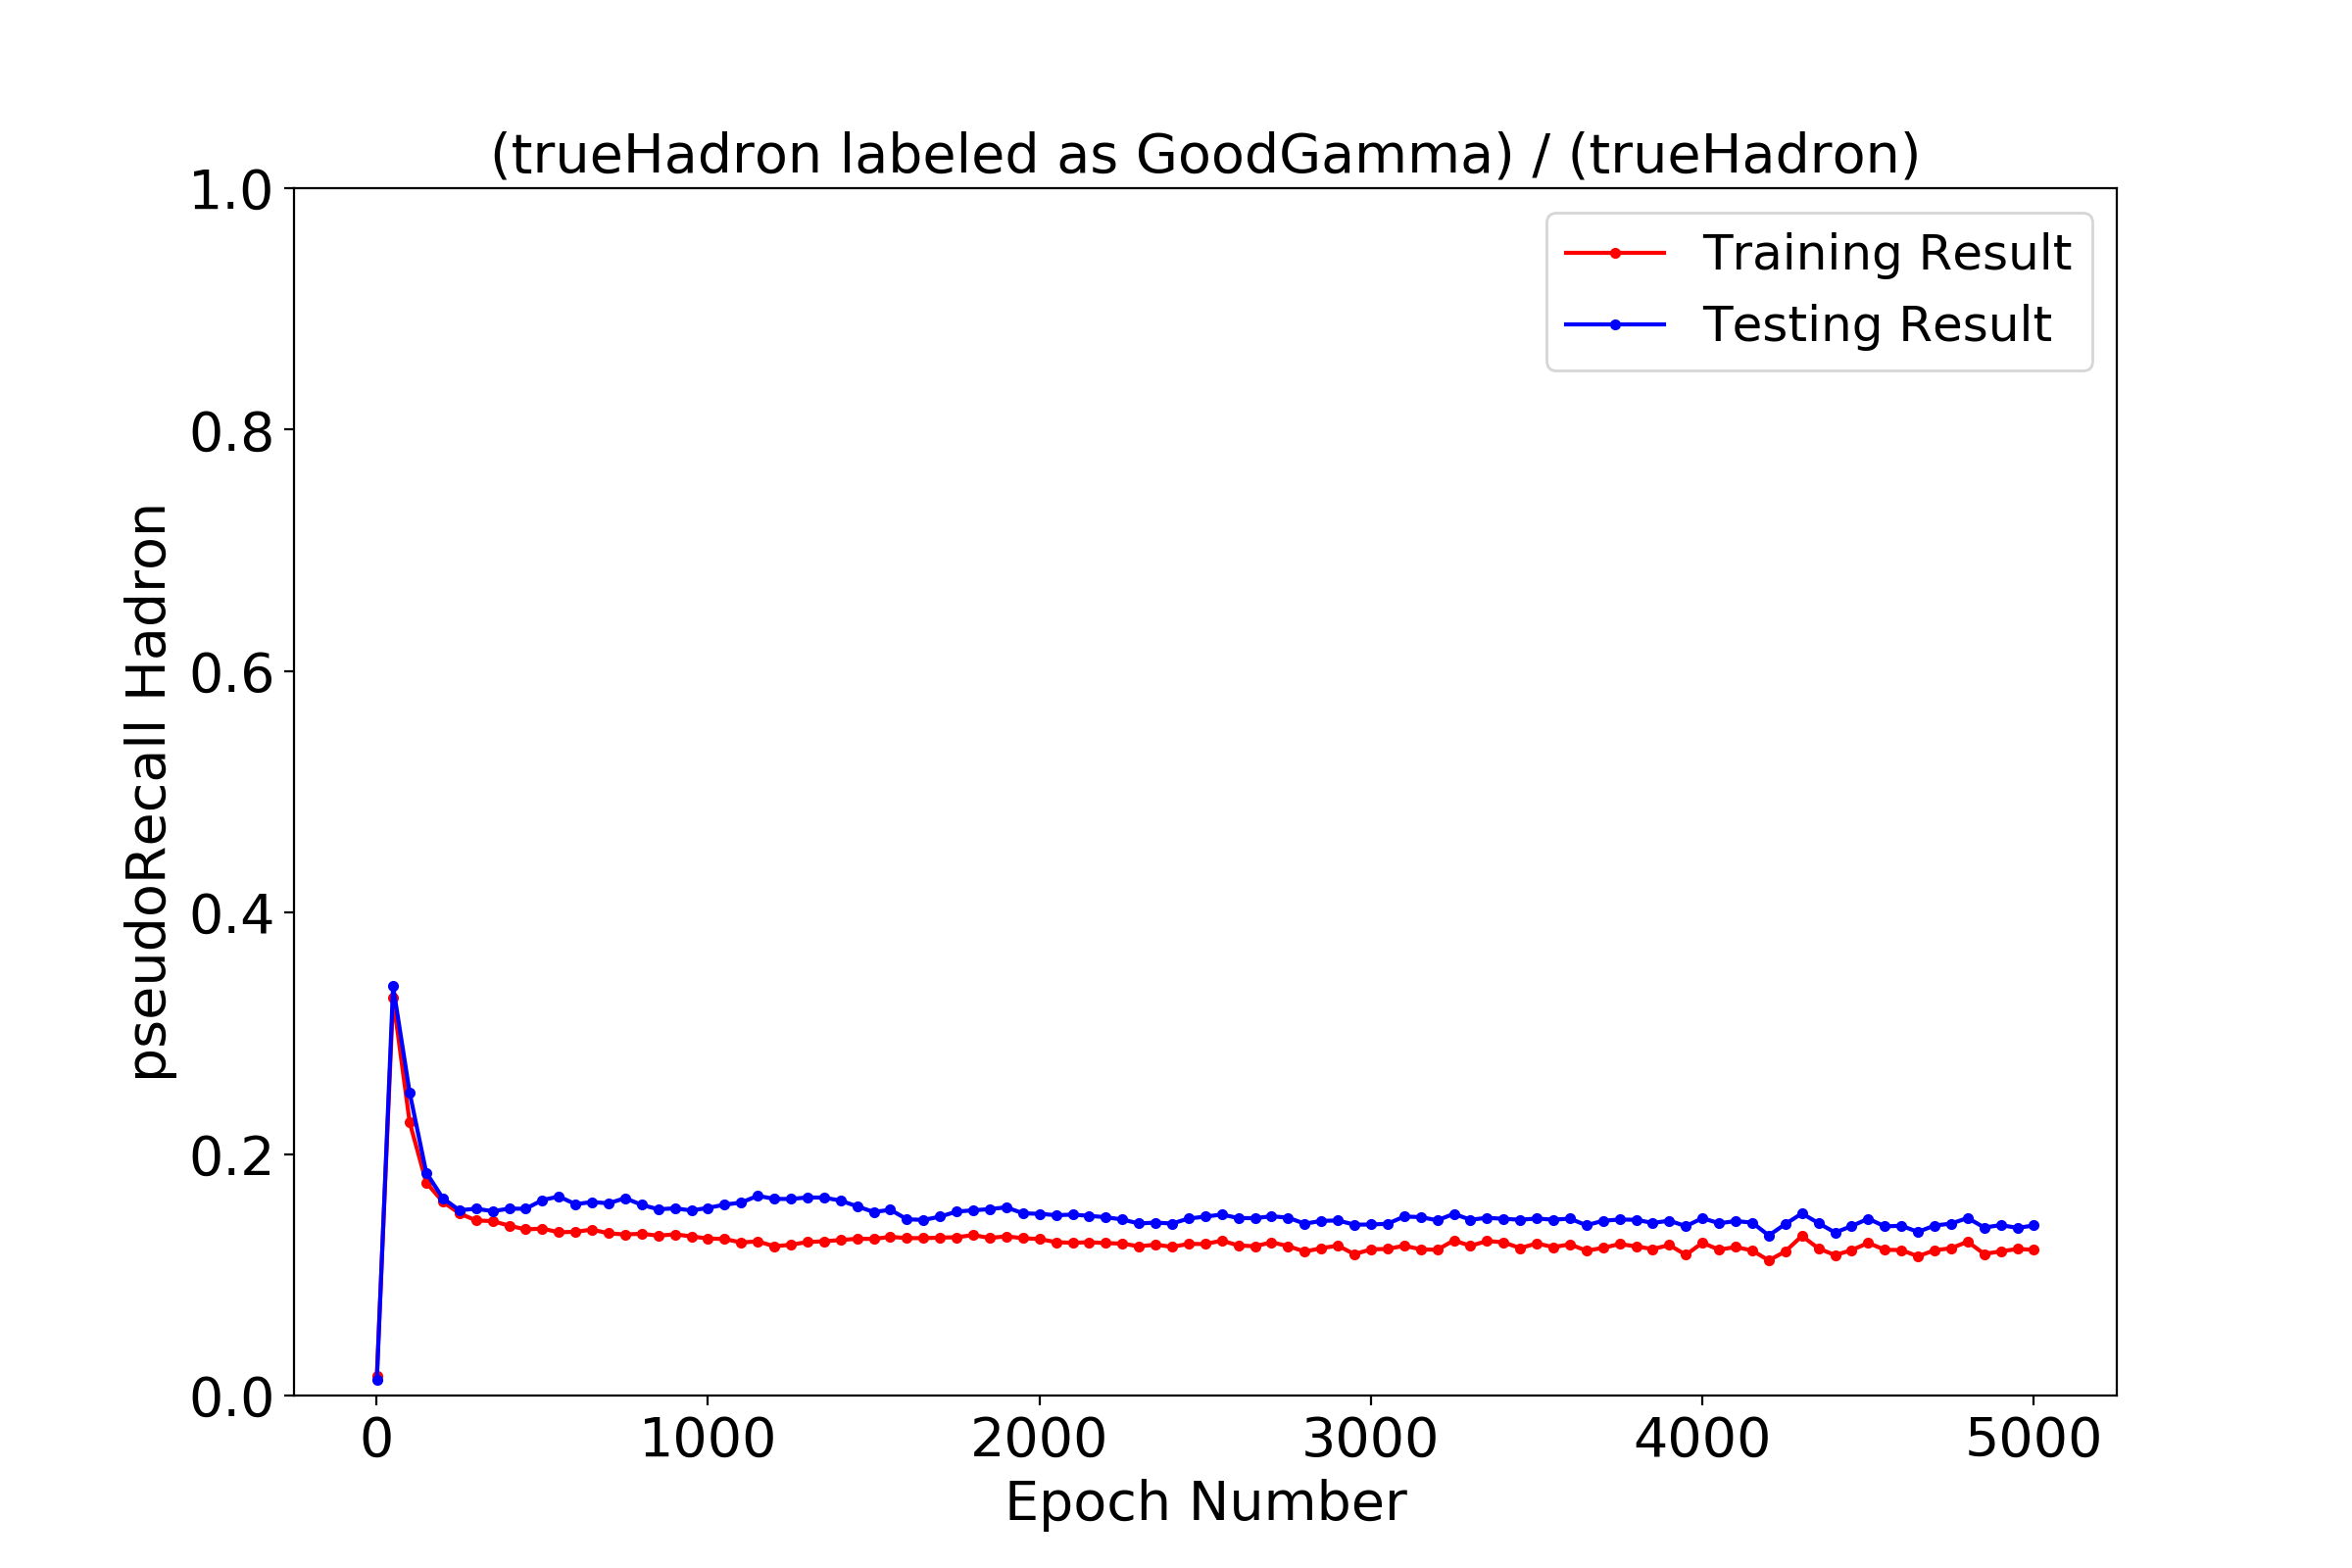 (trueHadron labeled as GoodGamma) / (trueHadron)
1.0
0.8
0.6
0.4
0.2
0.0
pseudoRecall Hadron
Training Result
Testing Result
0 1000 2000 3000 4000 5000
Epoch Number